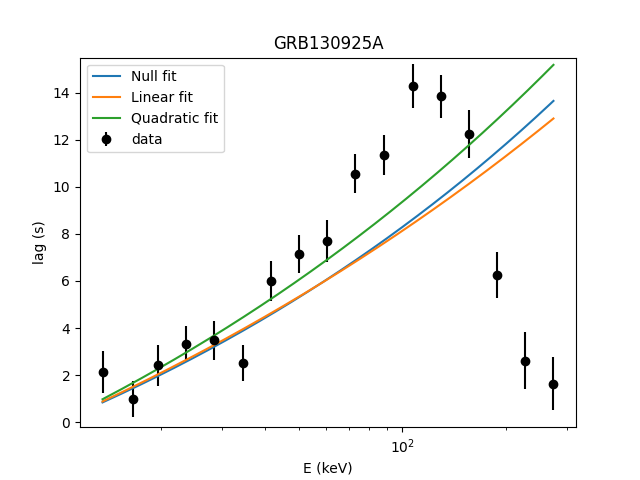 GRB130925A
Null fit
Linear fit
Quadratic fit
data
14
12
10
8
6
4
2
0
lag (s)
10²
E (keV)